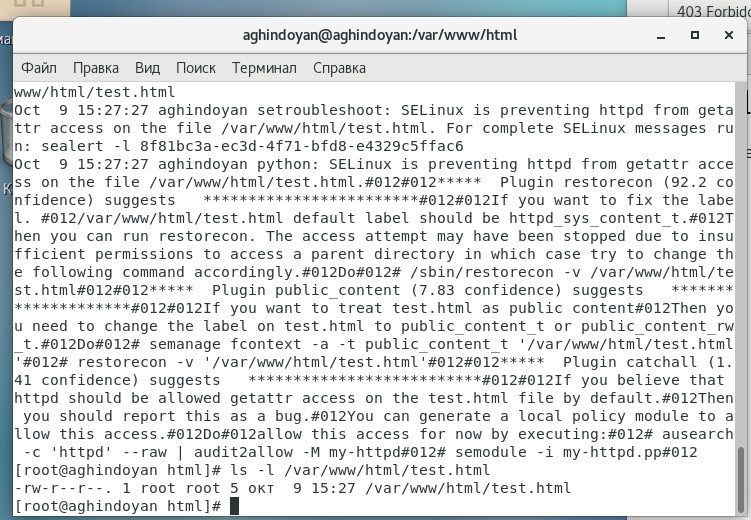 403 Forbid
aghindoyan@aghindoyan:/var/www/html
Файл Правка Вид Поиск Терминал Справка
www/html/test.html
Oct  9 15:27:27 aghindoyan setroubleshoot: SELinux is preventing httpd from geta
ttr access on the file /var/www/html/test.html. For complete SELinux messages ru
n: sealert -l 8f81bc3a-ec3d-4f71-bfd8-e4329c5ffac6
Oct  9 15:27:27 aghindoyan python: SELinux is preventing httpd from getattr acce
ss on the file /var/www/html/test.html.#012#012*****  Plugin restorecon (92.2 co
nfidence) suggests   ************************#012#012If you want to fix the labe
l. #012/var/www/html/test.html default label should be httpd_sys_content_t.#012T
hen you can run restorecon. The access attempt may have been stopped due to insu
fficient permissions to access a parent directory in which case try to change th
e following command accordingly.#012Do#012# /sbin/restorecon -v /var/www/html/te
st.html#012#012*****  Plugin public_content (7.83 confidence) suggests   *******
******************#012#012If you want to treat test.html as public content#012Then yo
u need to change the label on test.html to public_content_t or public_content_rw
_t.#012Do#012# semanage fcontext -a -t public_content_t '/var/www/html/test.html
'#012# restorecon -v '/var/www/html/test.html'#012#012*****  Plugin catchall (1.
41 confidence) suggests   **************************#012#012If you believe that
httpd should be allowed getattr access on the test.html file by default.#012Then
 you should report this as a bug.#012You can generate a local policy module to a
llow this access.#012Do#012allow this access for now by executing:#012# ausearch
 -c 'httpd' --raw | audit2allow -M my-httpd#012# semodule -i my-httpd.pp#012
[root@aghindoyan html]# ls -l /var/www/html/test.html
-rw-r--r--. 1 root root 5 окт  9 15:27 /var/www/html/test.html
[root@aghindoyan html]#